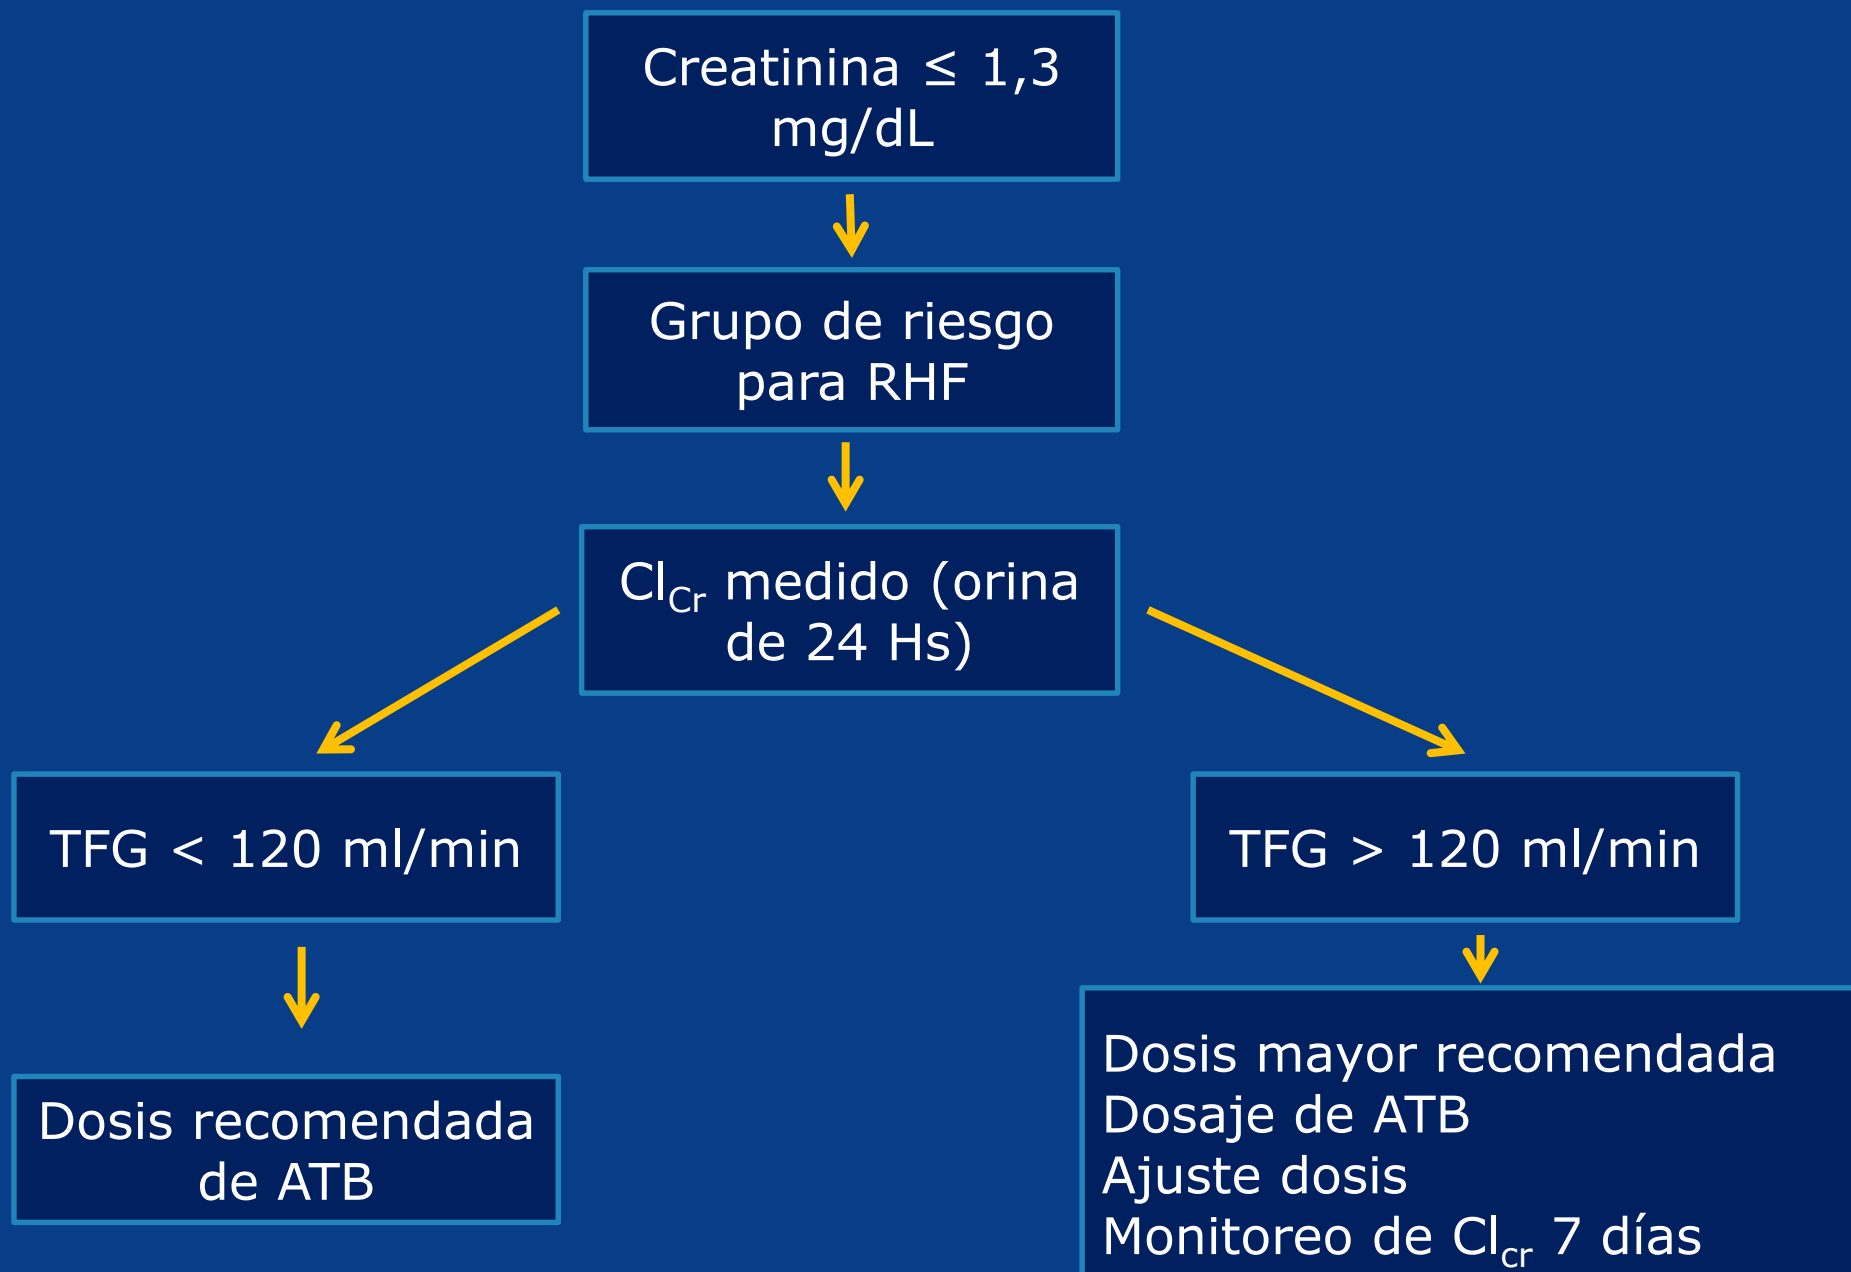 Creatinina ≤ 1,3
mg/dL
Grupo de riesgo
para RHF
Cl_Cr medido (orina
de 24 Hs)
TFG < 120 ml/min
TFG > 120 ml/min
Dosis recomendada
de ATB
Dosis mayor recomendada
Dosaje de ATB
Ajuste dosis
Monitoreo de Cl_cr 7 días